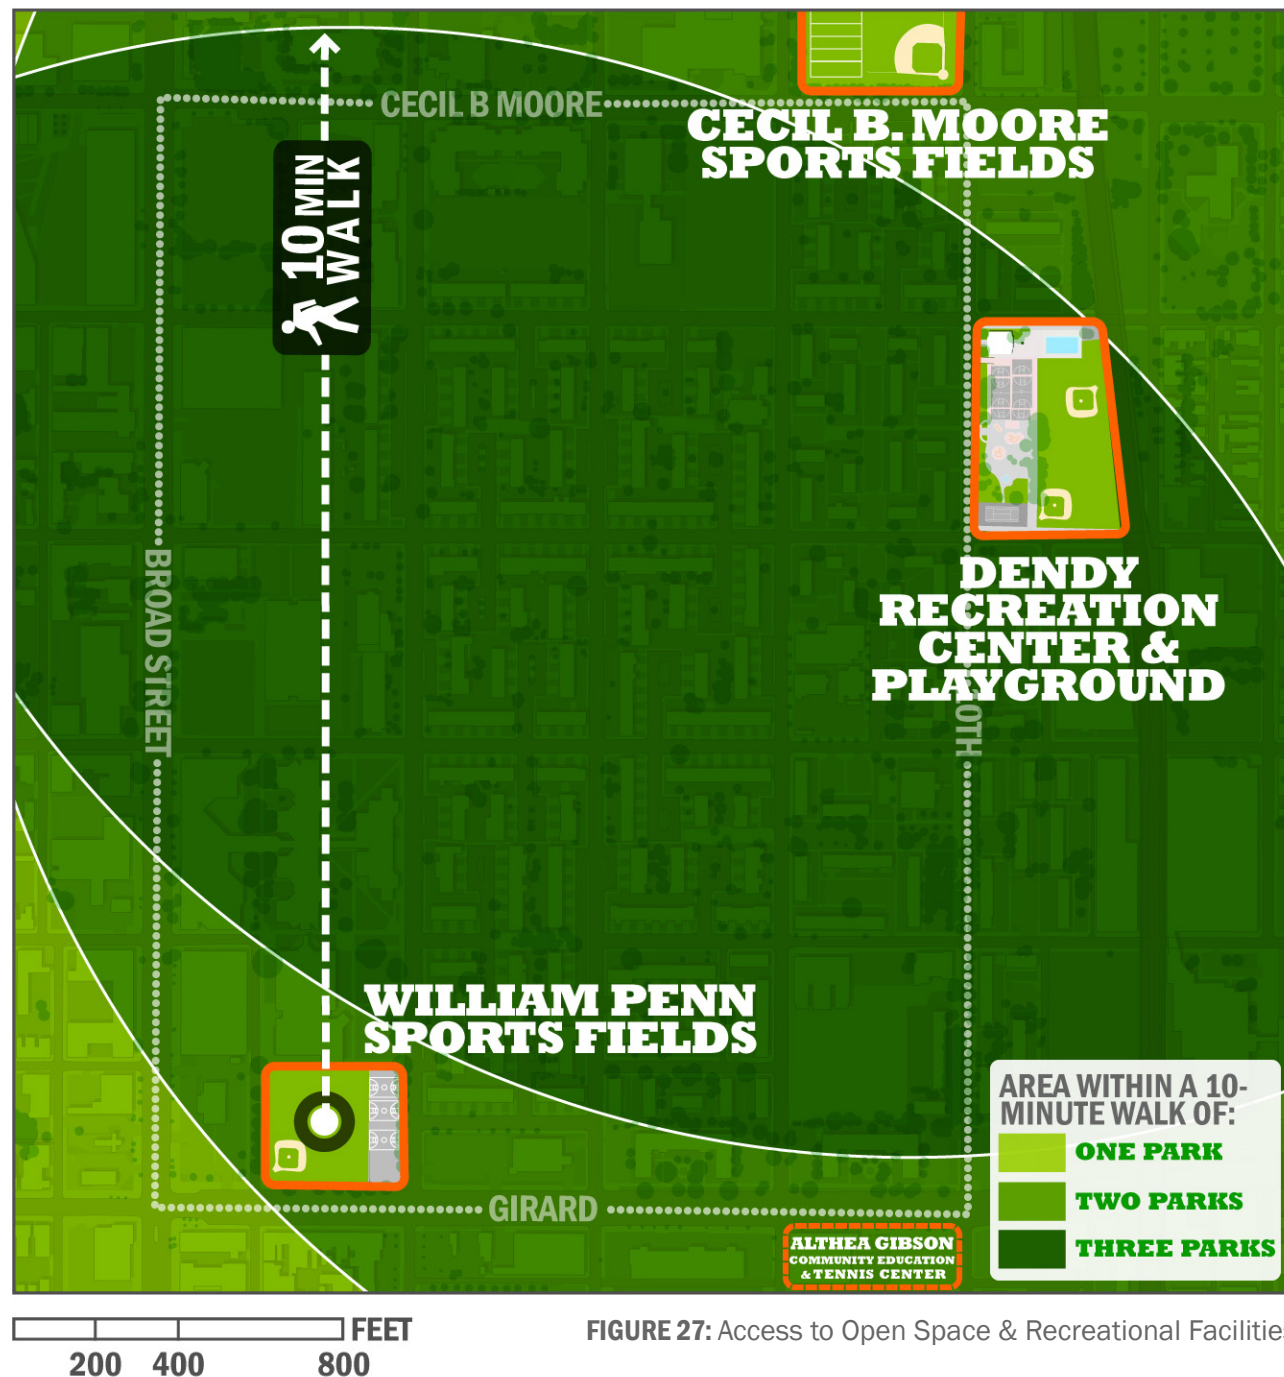 CECIL B MOORE
CECIL B. MOORE
SPORTS FIELDS
10 MIN
WALK
BROAD STREET
DENDY
RECREATION
CENTER &
PLAYGROUND
10TH
WILLIAM PENN
SPORTS FIELDS
AREA WITHIN A 10-
MINUTE WALK OF:
ONE PARK
TWO PARKS
THREE PARKS
GIRARD
ALTHEA GIBSON
COMMUNITY EDUCATION
& TENNIS CENTER
FEET
200 400 800
FIGURE 27: Access to Open Space & Recreational Facilities